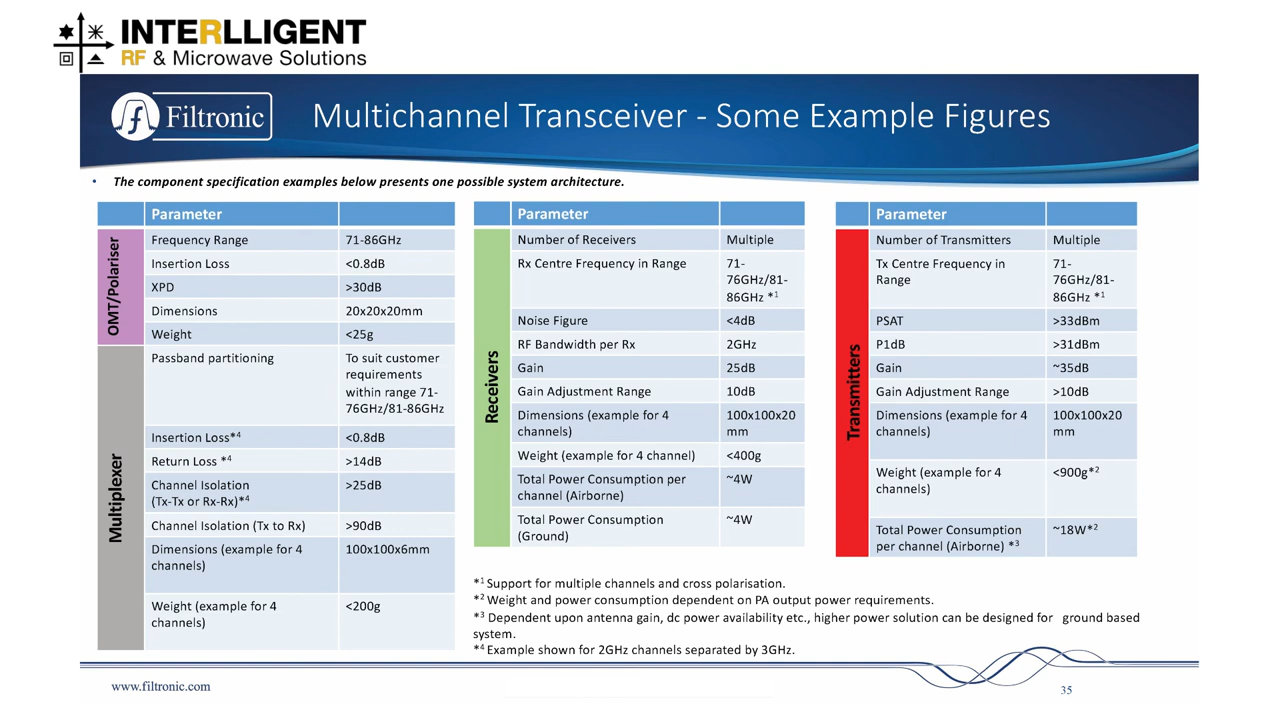 INTERLLIGENT
RF & Microwave Solutions
Filtronic
Multichannel Transceiver - Some Example Figures
• The component specification examples below presents one possible system architecture.
Parameter
OMT/Polariser
Frequency Range 71-86GHz
Insertion Loss <0.8dB
XPD >30dB
Dimensions 20x20x20mm
Weight <25g
Multiplexer
Passband partitioning To suit customer
requirements
within range 71-
76GHz/81-86GHz
Insertion Loss*4 <0.8dB
Return Loss *4 >14dB
Channel Isolation >25dB
(Tx-Tx or Rx-Rx)*4
Channel Isolation (Tx to Rx) >90dB
Dimensions (example for 4 100x100x6mm
channels)
Weight (example for 4 <200g
channels)
Parameter
Receivers
Number of Receivers Multiple
Rx Centre Frequency in Range 71-
76GHz/81-
86GHz *1
Noise Figure <4dB
RF Bandwidth per Rx 2GHz
Gain 25dB
Gain Adjustment Range 10dB
Dimensions (example for 4 100x100x20
channels) mm
Weight (example for 4 channel) <400g
Total Power Consumption per ~4W
channel (Airborne)
Total Power Consumption ~4W
(Ground)
Parameter
Transmitters
Number of Transmitters Multiple
Tx Centre Frequency in 71-
Range 76GHz/81-
86GHz *1
PSAT >33dBm
P1dB >31dBm
Gain ~35dB
Gain Adjustment Range >10dB
Dimensions (example for 4 100x100x20
channels) mm
Weight (example for 4 <900g*2
channels)
Total Power Consumption ~18W*2
per channel (Airborne) *3
*1 Support for multiple channels and cross polarisation.
*2 Weight and power consumption dependent on PA output power requirements.
*3 Dependent upon antenna gain, dc power availability etc., higher power solution can be designed for ground based
system.
*4 Example shown for 2GHz channels separated by 3GHz.
www.filtronic.com
35